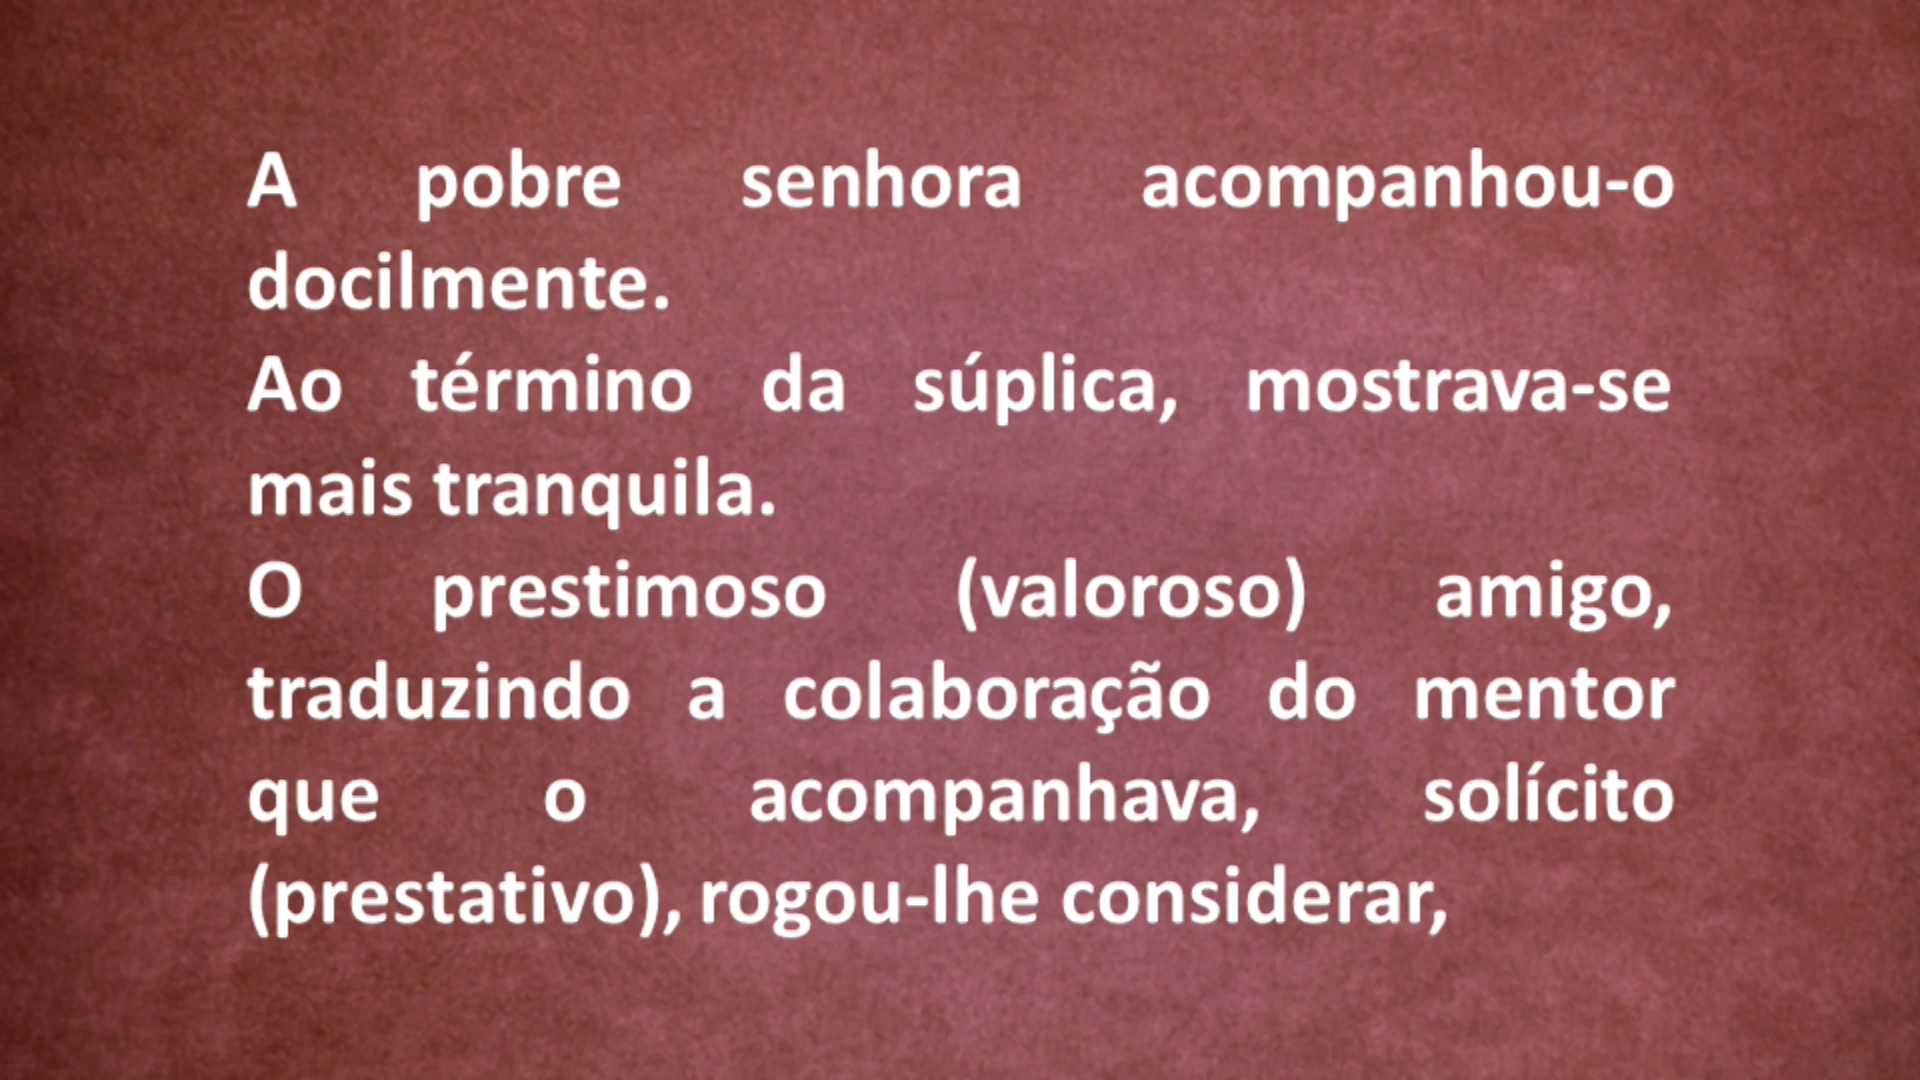 A pobre senhora acompanhou-o
docilmente.
Ao término da súplica, mostrava-se
mais tranquila.
O prestimoso (valoroso) amigo,
traduzindo a colaboração do mentor
que o acompanhava, solícito
(prestativo), rogou-lhe considerar,